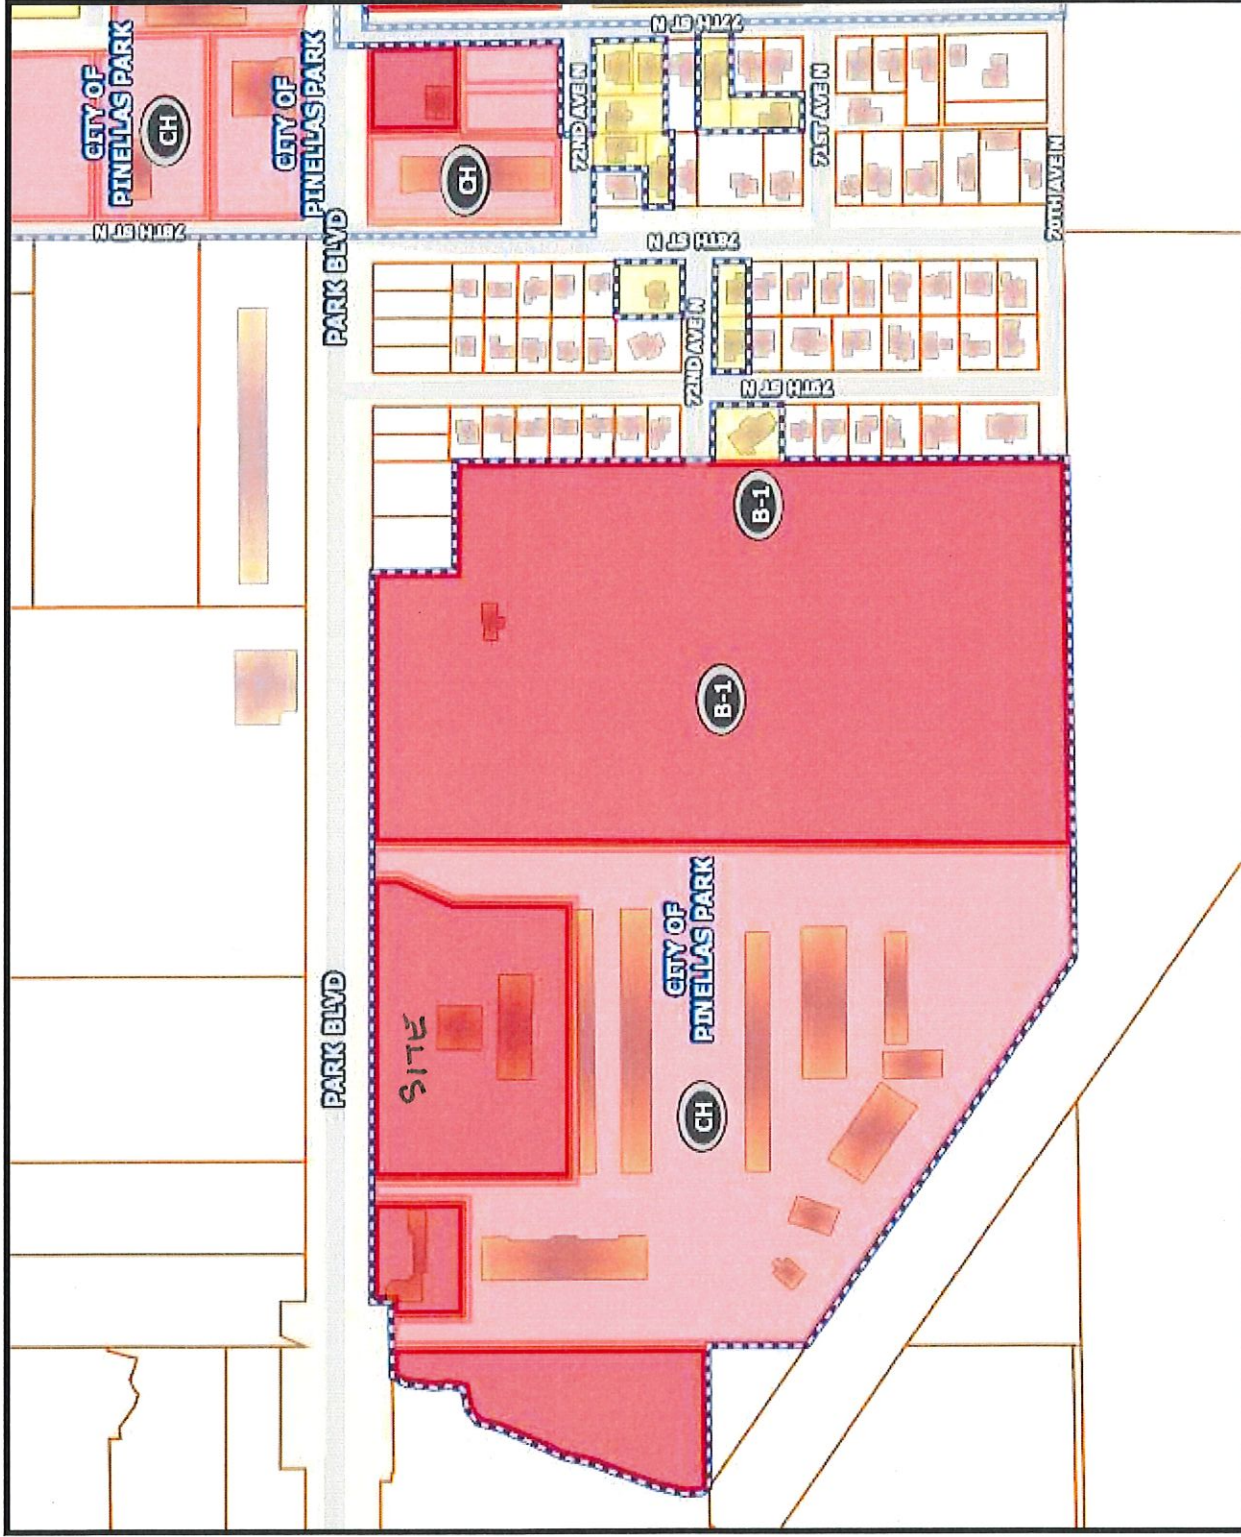 CITY OF
PINELLAS PARK
CH
CITY OF
PINELLAS PARK
78TH ST N
PARK BLVD
CH
72ND AVE N
77TH ST N
71ST AVE N
70TH AVE N
78TH ST N
72ND AVE N
79TH ST N
B-1
B-1
PARK BLVD
SITE
CITY OF
PINELLAS PARK
CH